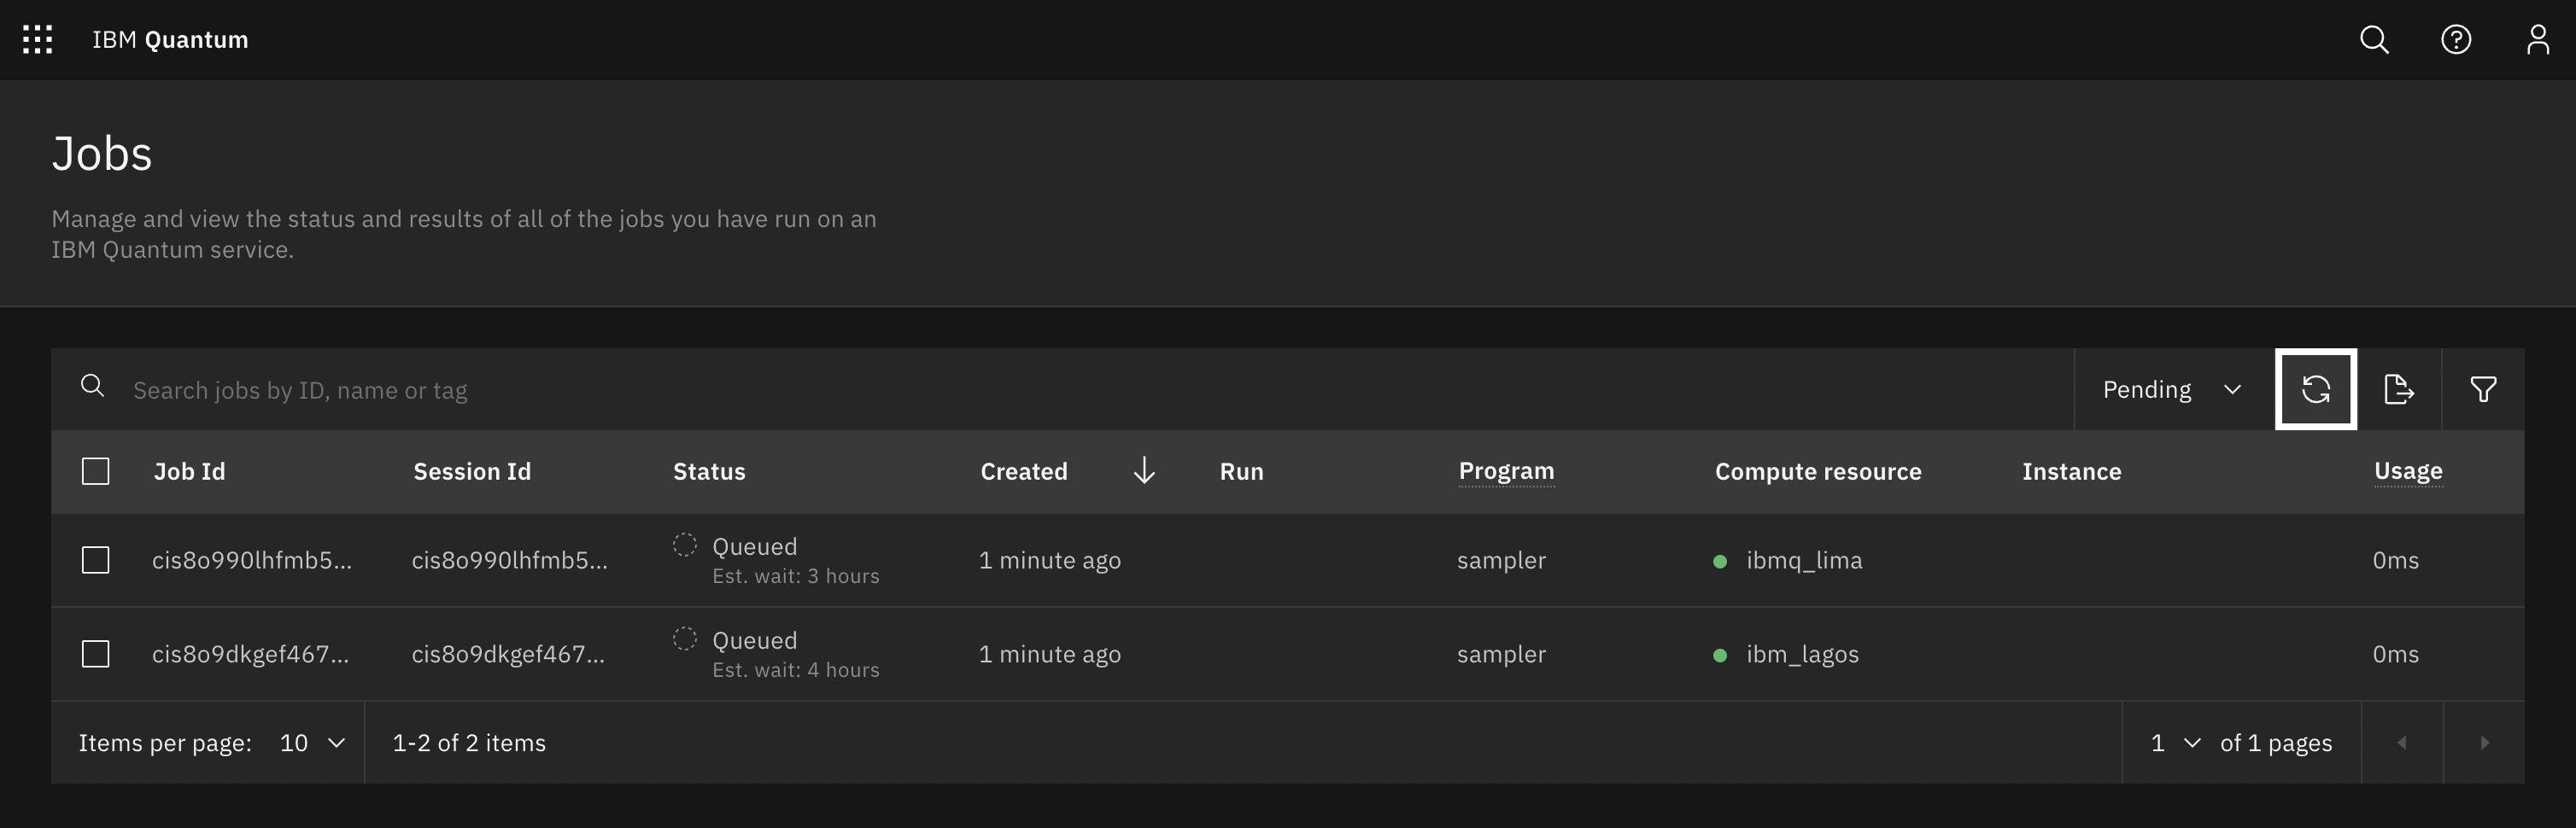 IBM Quantum
Jobs
Manage and view the status and results of all of the jobs you have run on an
IBM Quantum service.
Search jobs by ID, name or tag
Pending
Job Id Session Id Status Created Run Program Compute resource Instance Usage
cis8o990lhfmb5... cis8o990lhfmb5... Queued 1 minute ago sampler ibmq_lima 0ms
Est. wait: 3 hours
cis8o9dkgef467... cis8o9dkgef467... Queued 1 minute ago sampler ibm_lagos 0ms
Est. wait: 4 hours
Items per page: 10 1-2 of 2 items 1 of 1 pages